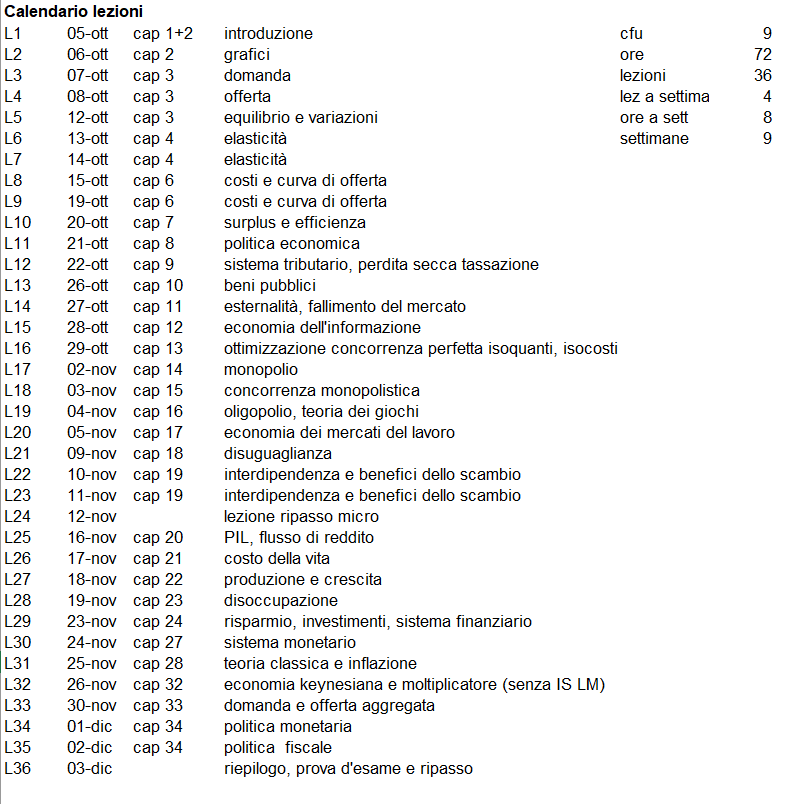 Calendario lezioni
L1 05-ott cap 1+2 introduzione cfu 9
L2 06-ott cap 2 grafici ore 72
L3 07-ott cap 3 domanda lezioni 36
L4 08-ott cap 3 offerta lez a settima 4
L5 12-ott cap 3 equilibrio e variazioni ore a sett 8
L6 13-ott cap 4 elasticità settimane 9
L7 14-ott cap 4 elasticità
L8 15-ott cap 6 costi e curva di offerta
L9 19-ott cap 6 costi e curva di offerta
L10 20-ott cap 7 surplus e efficienza
L11 21-ott cap 8 politica economica
L12 22-ott cap 9 sistema tributario, perdita secca tassazione
L13 26-ott cap 10 beni pubblici
L14 27-ott cap 11 esternalità, fallimento del mercato
L15 28-ott cap 12 economia dell'informazione
L16 29-ott cap 13 ottimizzazione concorrenza perfetta isoquanti, isocosti
L17 02-nov cap 14 monopolio
L18 03-nov cap 15 concorrenza monopolistica
L19 04-nov cap 16 oligopolio, teoria dei giochi
L20 05-nov cap 17 economia dei mercati del lavoro
L21 09-nov cap 18 disuguaglianza
L22 10-nov cap 19 interdipendenza e benefici dello scambio
L23 11-nov cap 19 interdipendenza e benefici dello scambio
L24 12-nov lezione ripasso micro
L25 16-nov cap 20 PIL, flusso di reddito
L26 17-nov cap 21 costo della vita
L27 18-nov cap 22 produzione e crescita
L28 19-nov cap 23 disoccupazione
L29 23-nov cap 24 risparmio, investimenti, sistema finanziario
L30 24-nov cap 27 sistema monetario
L31 25-nov cap 28 teoria classica e inflazione
L32 26-nov cap 32 economia keynesiana e moltiplicatore (senza IS LM)
L33 30-nov cap 33 domanda e offerta aggregata
L34 01-dic cap 34 politica monetaria
L35 02-dic cap 34 politica fiscale
L36 03-dic riepilogo, prova d'esame e ripasso